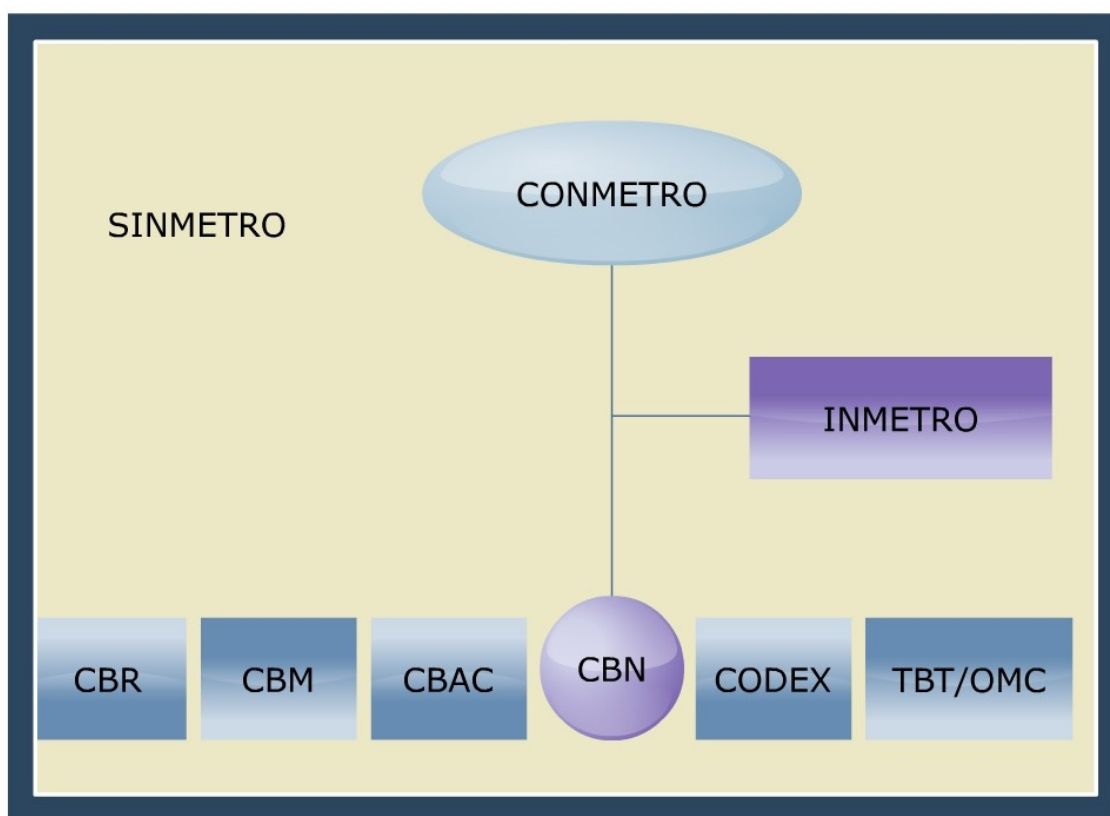 CONMETRO
SINMETRO
INMETRO
CBR
CBM
CBAC
CBN
CODEX
TBT/OMC